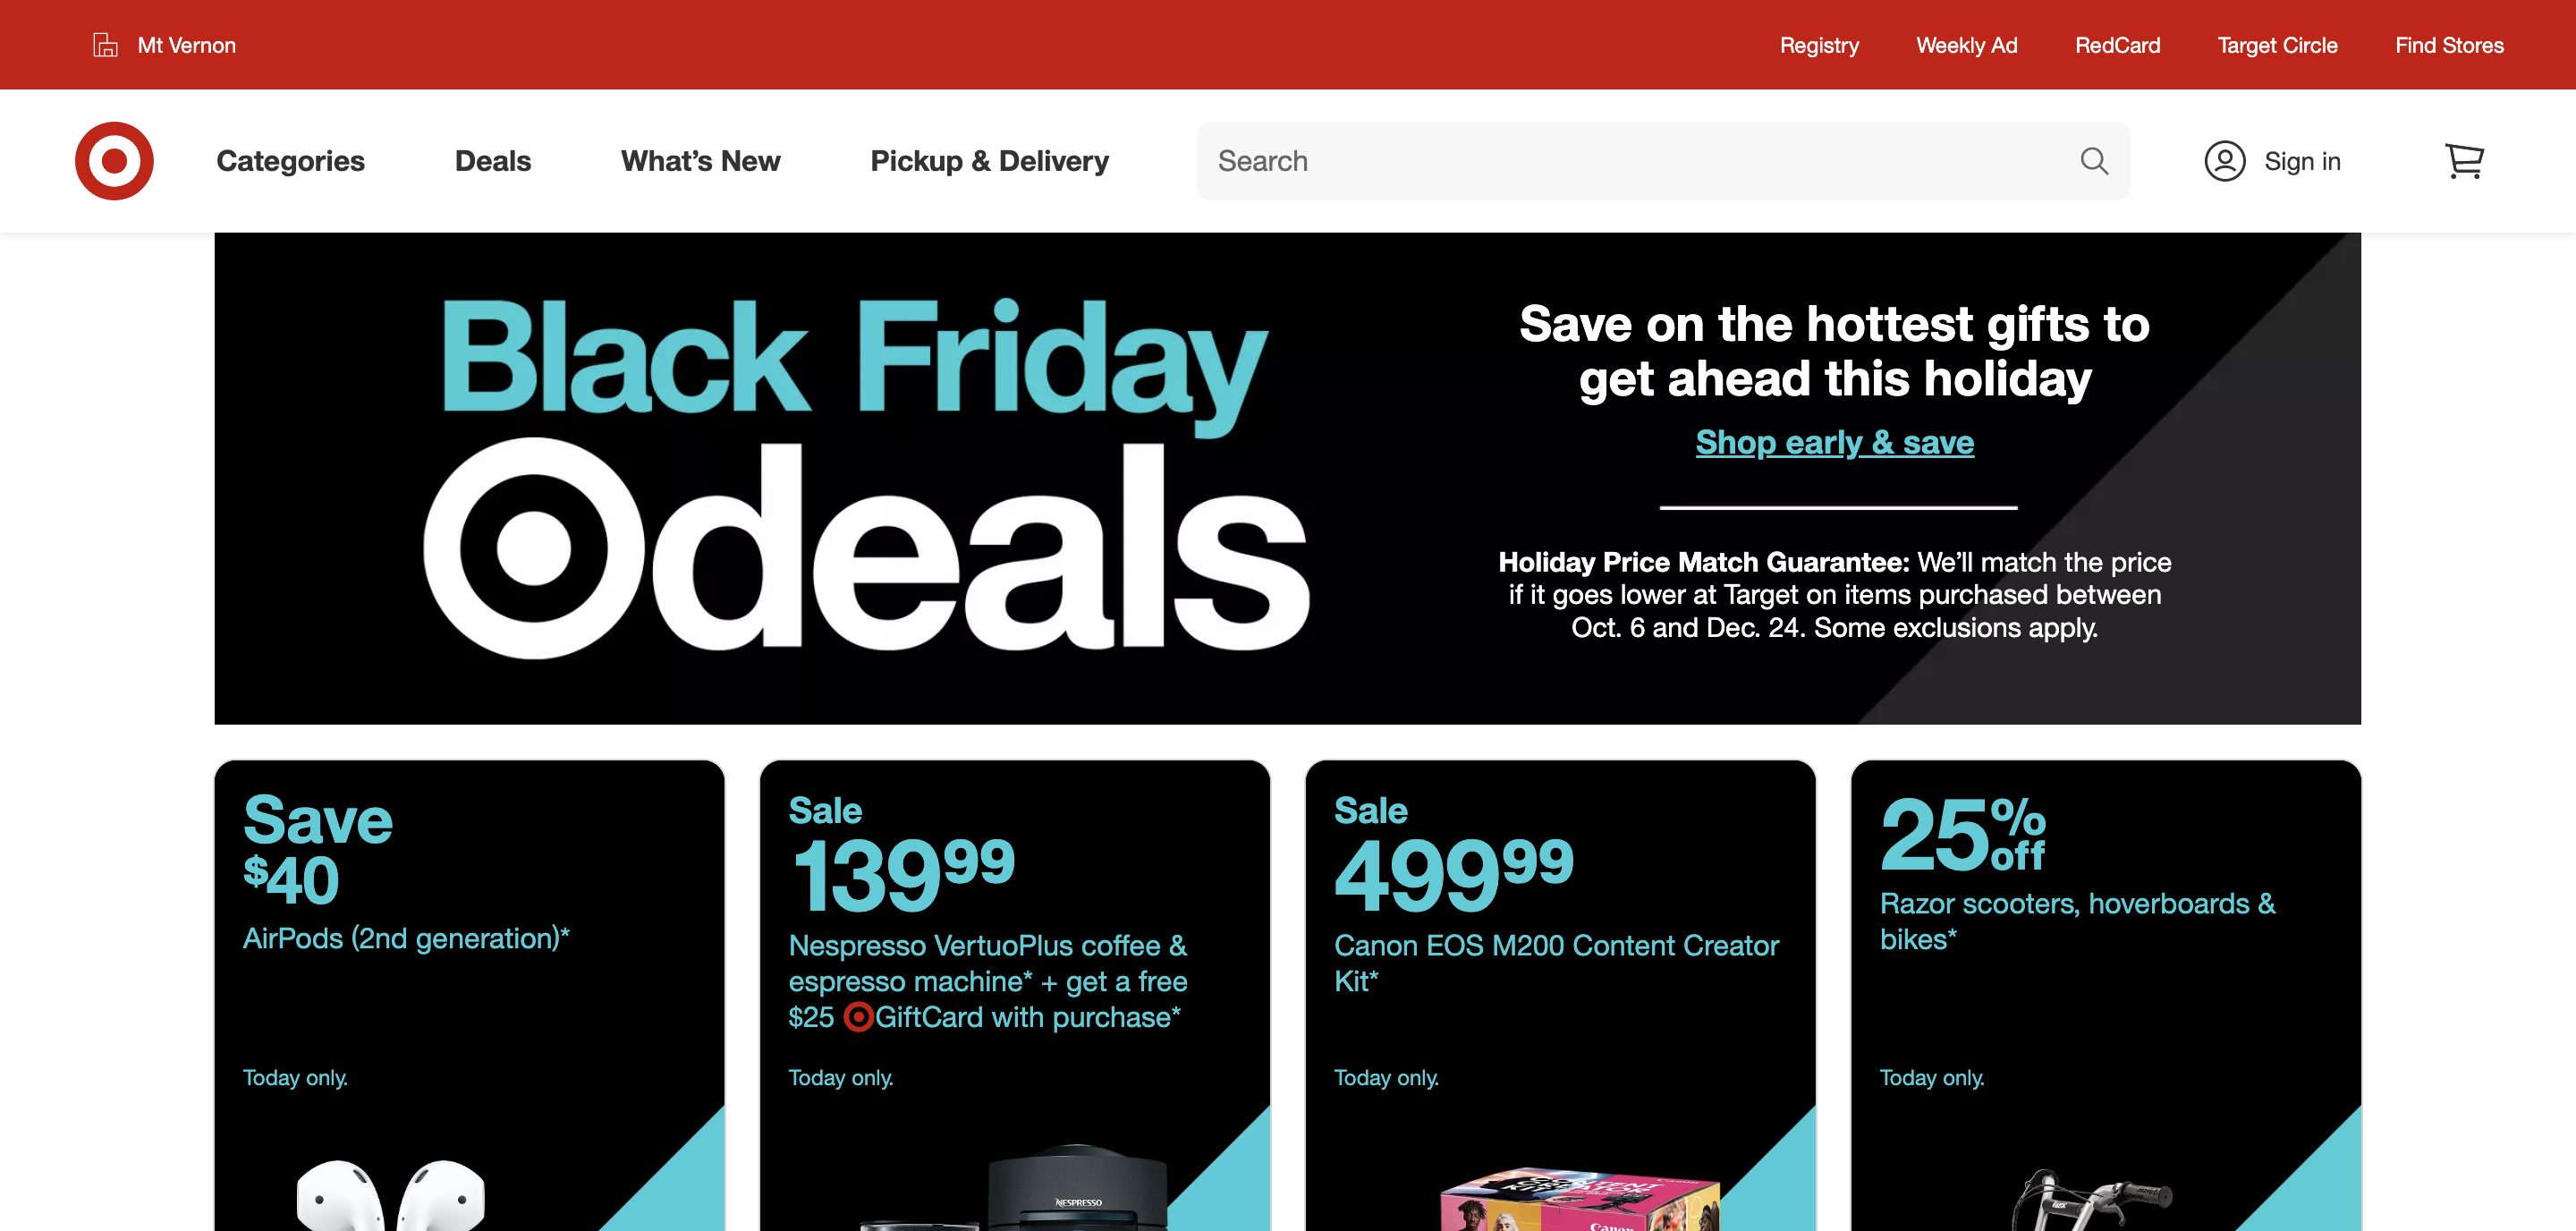 Mt Vernon
Registry
Weekly Ad
RedCard
Target Circle
Find Stores
Categories
Deals
What's New
Pickup & Delivery
Search
Sign in
Black Friday
deals
Save on the hottest gifts to
get ahead this holiday
Shop early & save
Holiday Price Match Guarantee: We'll match the price
if it goes lower at Target on items purchased between
Oct. 6 and Dec. 24. Some exclusions apply.
Save
$40
AirPods (2nd generation)*
Today only.
Sale
139 99
Nespresso VertuoPlus coffee &
espresso machine* + get a free
$25 GiftCard with purchase*
Today only.
NESPRESSO
Sale
499 99
Canon EOS M200 Content Creator
Kit*
Today only.
CONTENT
CREATOR
KIT
Canon
25% off
Razor scooters, hoverboards &
bikes*
Today only.